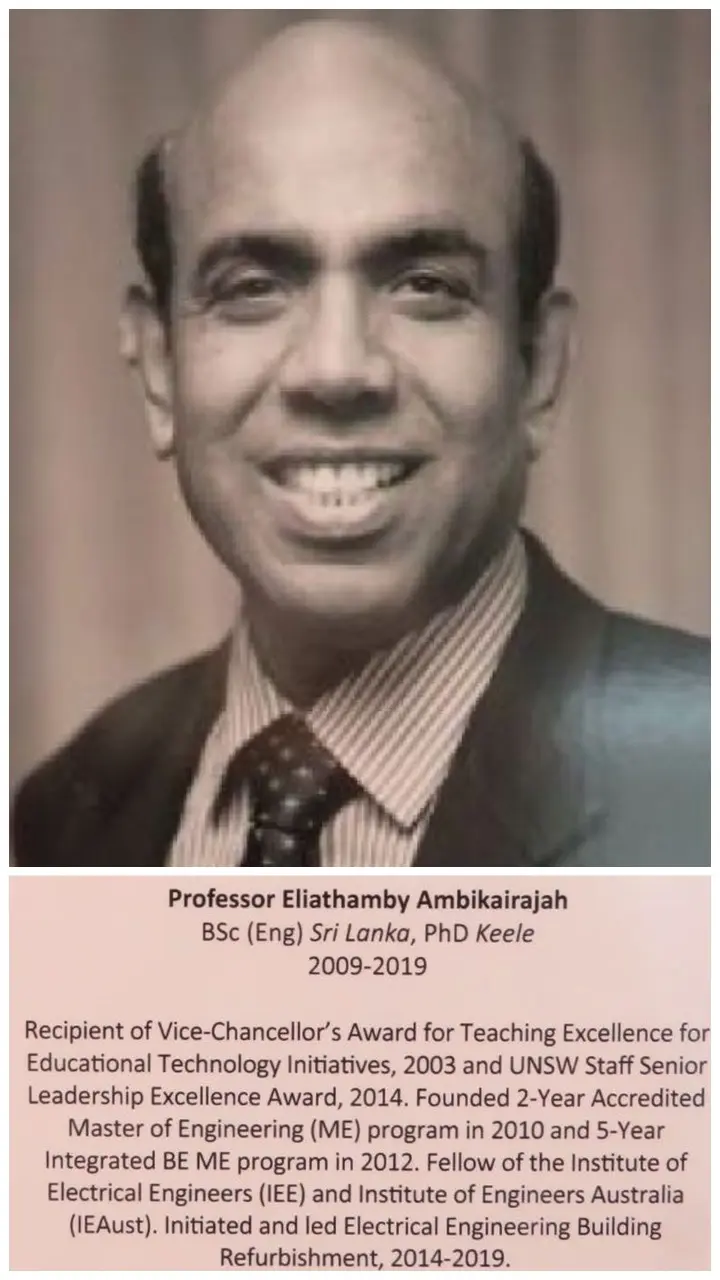 Professor Eliathamby Ambikairajah
BSc (Eng) Sri Lanka, PhD Keele
2009-2019
Recipient of Vice-Chancellor's Award for Teaching Excellence for
Educational Technology Initiatives, 2003 and UNSW Staff Senior
Leadership Excellence Award, 2014. Founded 2-Year Accredited
Master of Engineering (ME) program in 2010 and 5-Year
Integrated BE ME program in 2012. Fellow of the Institute of
Electrical Engineers (IEE) and Institute of Engineers Australia
(IEAust). Initiated and led Electrical Engineering Building
Refurbishment, 2014-2019.